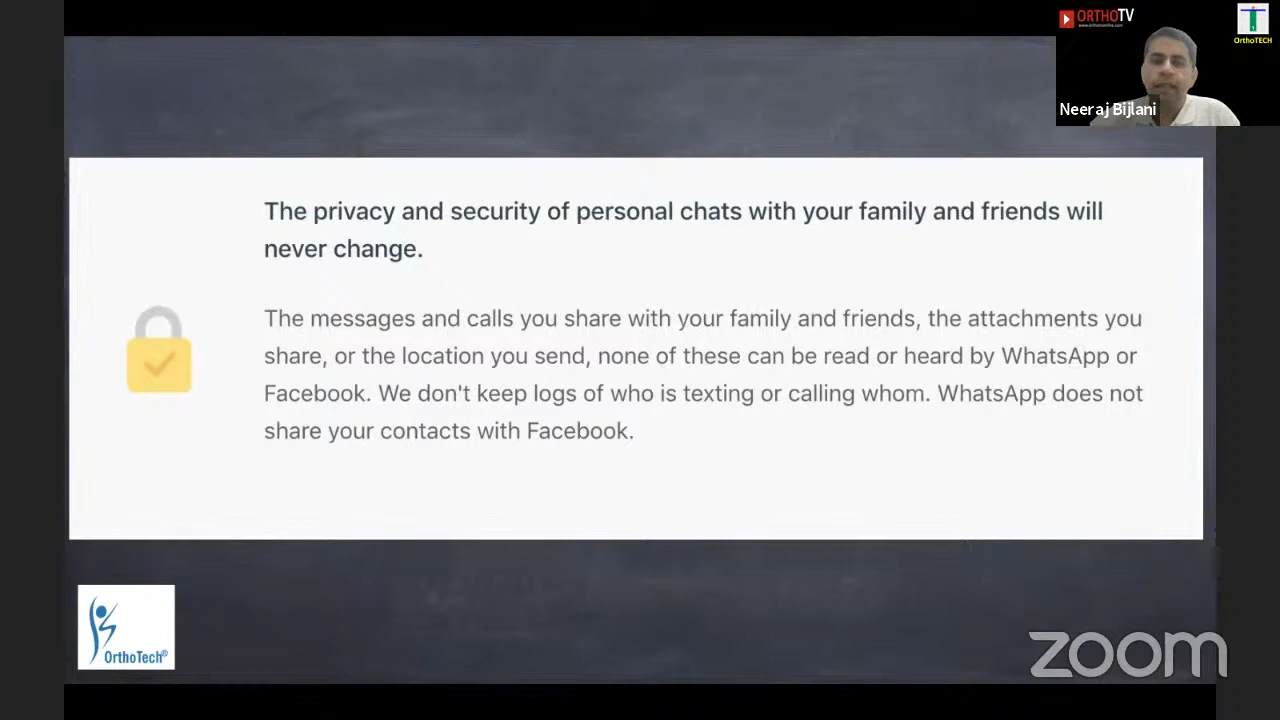 ORTHOTV
www.orthotvonline.com
OrthoTECH
Neeraj Bijlani
The privacy and security of personal chats with your family and friends will
never change.
The messages and calls you share with your family and friends, the attachments you
share, or the location you send, none of these can be read or heard by WhatsApp or
Facebook. We don't keep logs of who is texting or calling whom. WhatsApp does not
share your contacts with Facebook.
OrthoTech®
zoom